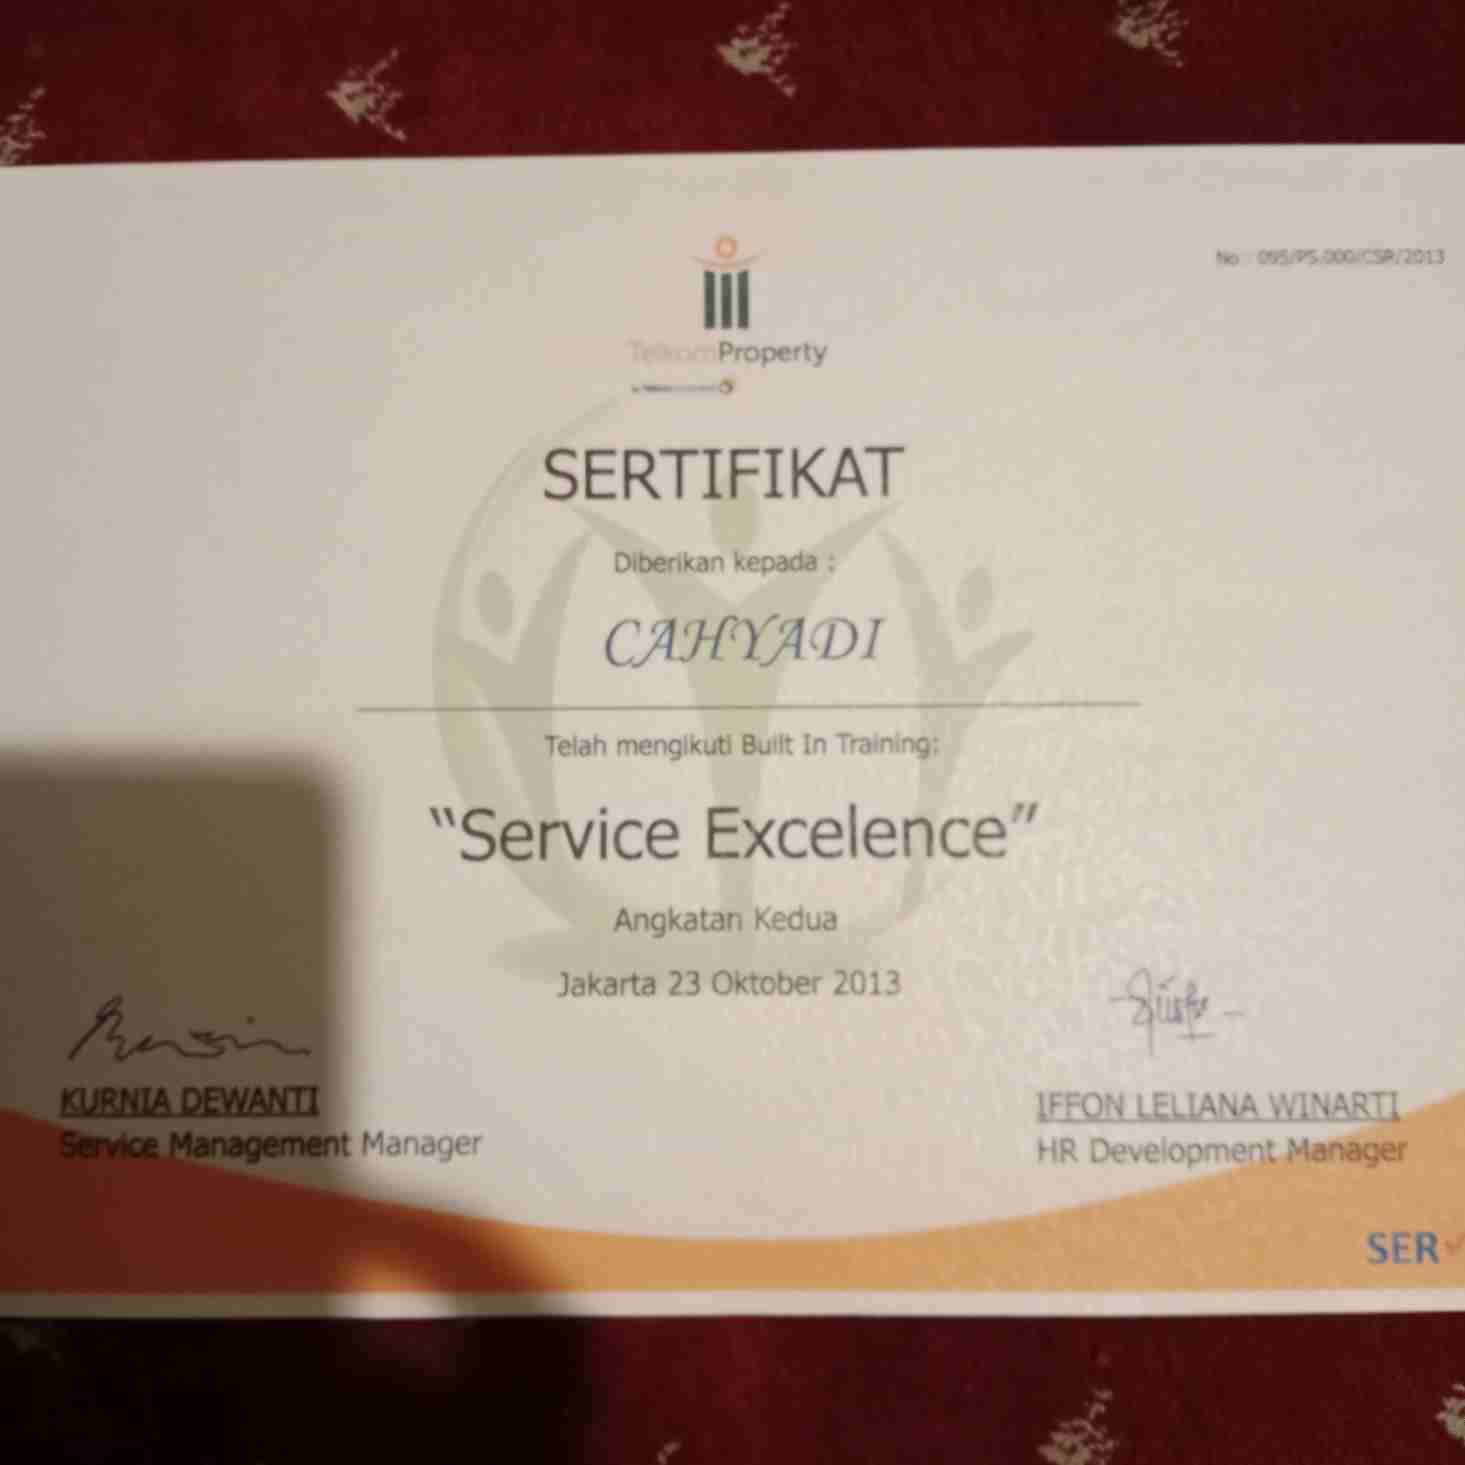 No : 095/PS.000/CSR/2013
TelkomProperty
SERTIFIKAT
Diberikan kepada :
CAHYADI
Telah mengikuti Built In Training:
“Service Excelence”
Angkatan Kedua
Jakarta 23 Oktober 2013
KURNIA DEWANTI
Service Management Manager
IFFON LELIANA WINARTI
HR Development Manager
SER